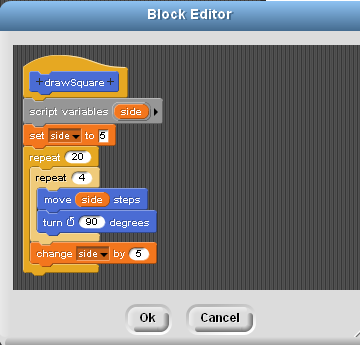 Block Editor
+drawSquare+
script variables side
set side to 5
repeat 20
repeat 4
move side steps
turn ↺ 90 degrees
change side by 5
Ok Cancel